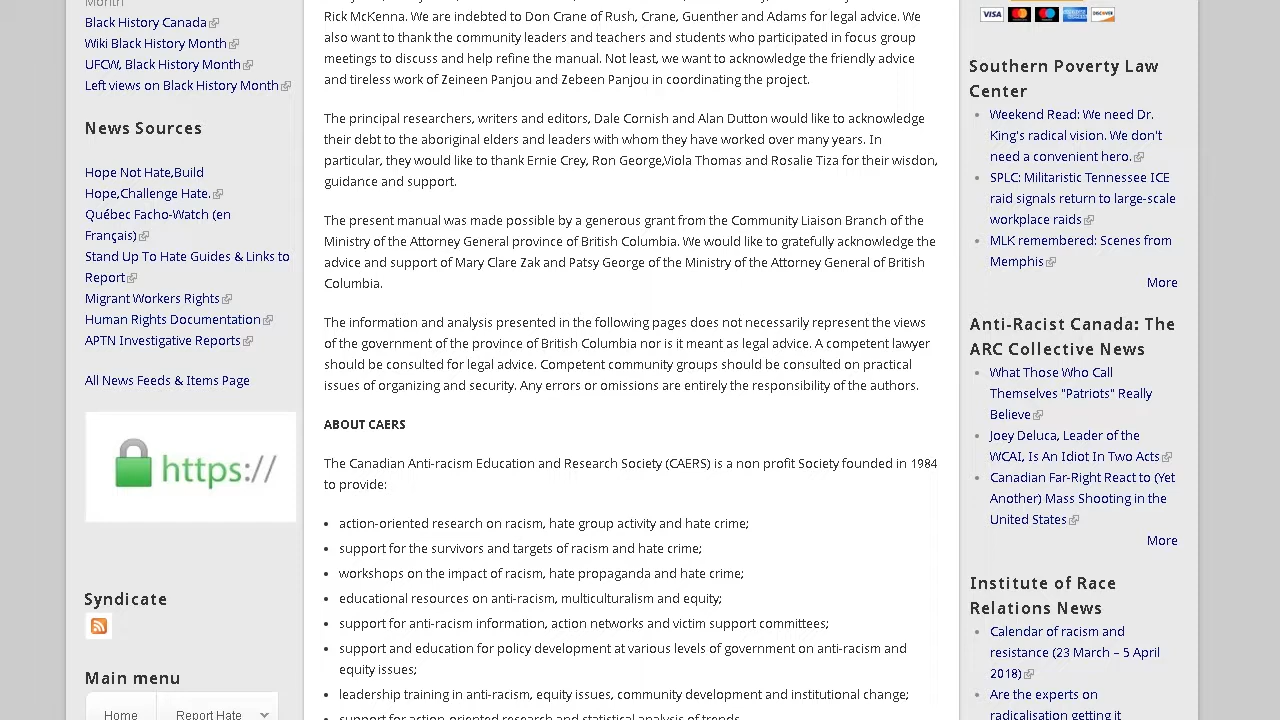 Month
Black History Canada
Wiki Black History Month
UFCW, Black History Month
Left views on Black History Month
News Sources
Hope Not Hate,Build
Hope,Challenge Hate.
Québec Facho-Watch (en
Français)
Stand Up To Hate Guides & Links to
Report
Migrant Workers Rights
Human Rights Documentation
APTN Investigative Reports
All News Feeds & Items Page
https://
Syndicate
Main menu
Home
Report Hate
also want to thank the community leaders and teachers and students who participated in focus group
meetings to discuss and help refine the manual. Not least, we want to acknowledge the friendly advice
and tireless work of Zeineen Panjou and Zebeen Panjou in coordinating the project.
The principal researchers, writers and editors, Dale Cornish and Alan Dutton would like to acknowledge
their debt to the aboriginal elders and leaders with whom they have worked over many years. In
particular, they would like to thank Ernie Crey, Ron George,Viola Thomas and Rosalie Tiza for their wisdon,
guidance and support.
The present manual was made possible by a generous grant from the Community Liaison Branch of the
Ministry of the Attorney General province of British Columbia. We would like to gratefully acknowledge the
advice and support of Mary Clare Zak and Patsy George of the Ministry of the Attorney General of British
Columbia.
The information and analysis presented in the following pages does not necessarily represent the views
of the government of the province of British Columbia nor is it meant as legal advice. A competent lawyer
should be consulted for legal advice. Competent community groups should be consulted on practical
issues of organizing and security. Any errors or omissions are entirely the responsibility of the authors.
ABOUT CAERS
The Canadian Anti-racism Education and Research Society (CAERS) is a non profit Society founded in 1984
to provide:
• action-oriented research on racism, hate group activity and hate crime;
• support for the survivors and targets of racism and hate crime;
• workshops on the impact of racism, hate propaganda and hate crime;
• educational resources on anti-racism, multiculturalism and equity;
• support for anti-racism information, action networks and victim support committees;
• support and education for policy development at various levels of government on anti-racism and
equity issues;
• leadership training in anti-racism, equity issues, community development and institutional change;
• support for action-oriented research and statistical analysis of trends
VISA
DISCOVER
Southern Poverty Law
Center
• Weekend Read: We need Dr.
King's radical vision. We don't
need a convenient hero.
• SPLC: Militaristic Tennessee ICE
raid signals return to large-scale
workplace raids
• MLK remembered: Scenes from
Memphis
More
Anti-Racist Canada: The
ARC Collective News
• What Those Who Call
Themselves "Patriots" Really
Believe
• Joey Deluca, Leader of the
WCAI, Is An Idiot In Two Acts
• Canadian Far-Right React to (Yet
Another) Mass Shooting in the
United States
More
Institute of Race
Relations News
• Calendar of racism and
resistance (23 March – 5 April
2018)
• Are the experts on
radicalisation getting it